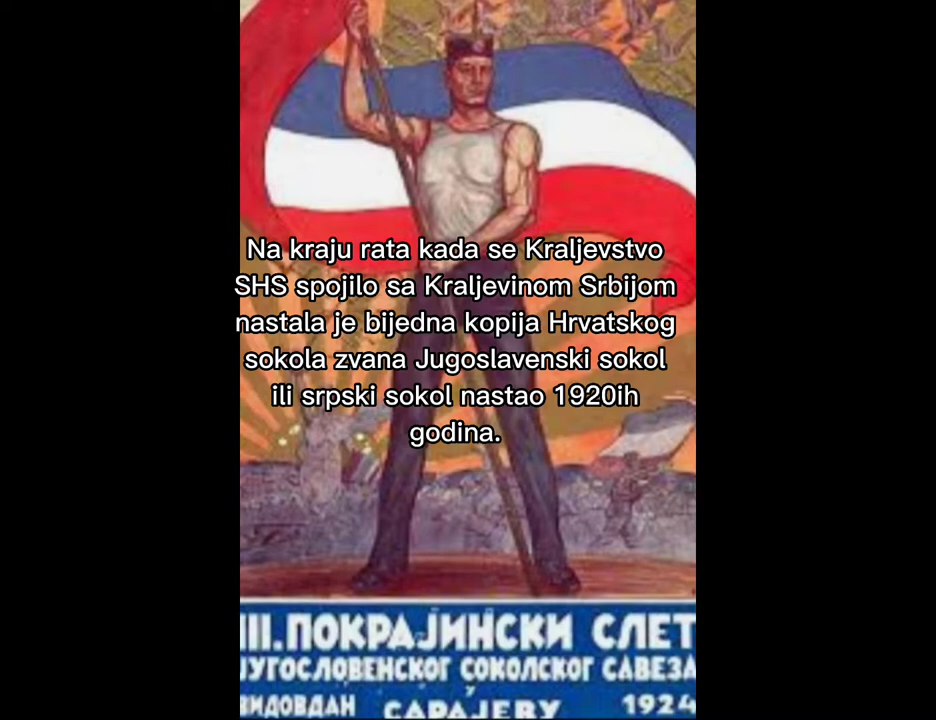 Na kraju rata kada se Kraljevstvo
SHS spojilo sa Kraljevinom Srbijom
nastala je bijedna kopija Hrvatskog
sokola zvana Jugoslavenski sokol
ili srpski sokol nastao 1920ih
godina.
III. ПОКРАЈИНСКИ СЛЕТ
ЈУГОСЛОВЕНСКОГ СОКОЛСКОГ САВЕЗА
У
ВИДОВДАН САРАЈЕВУ 1924